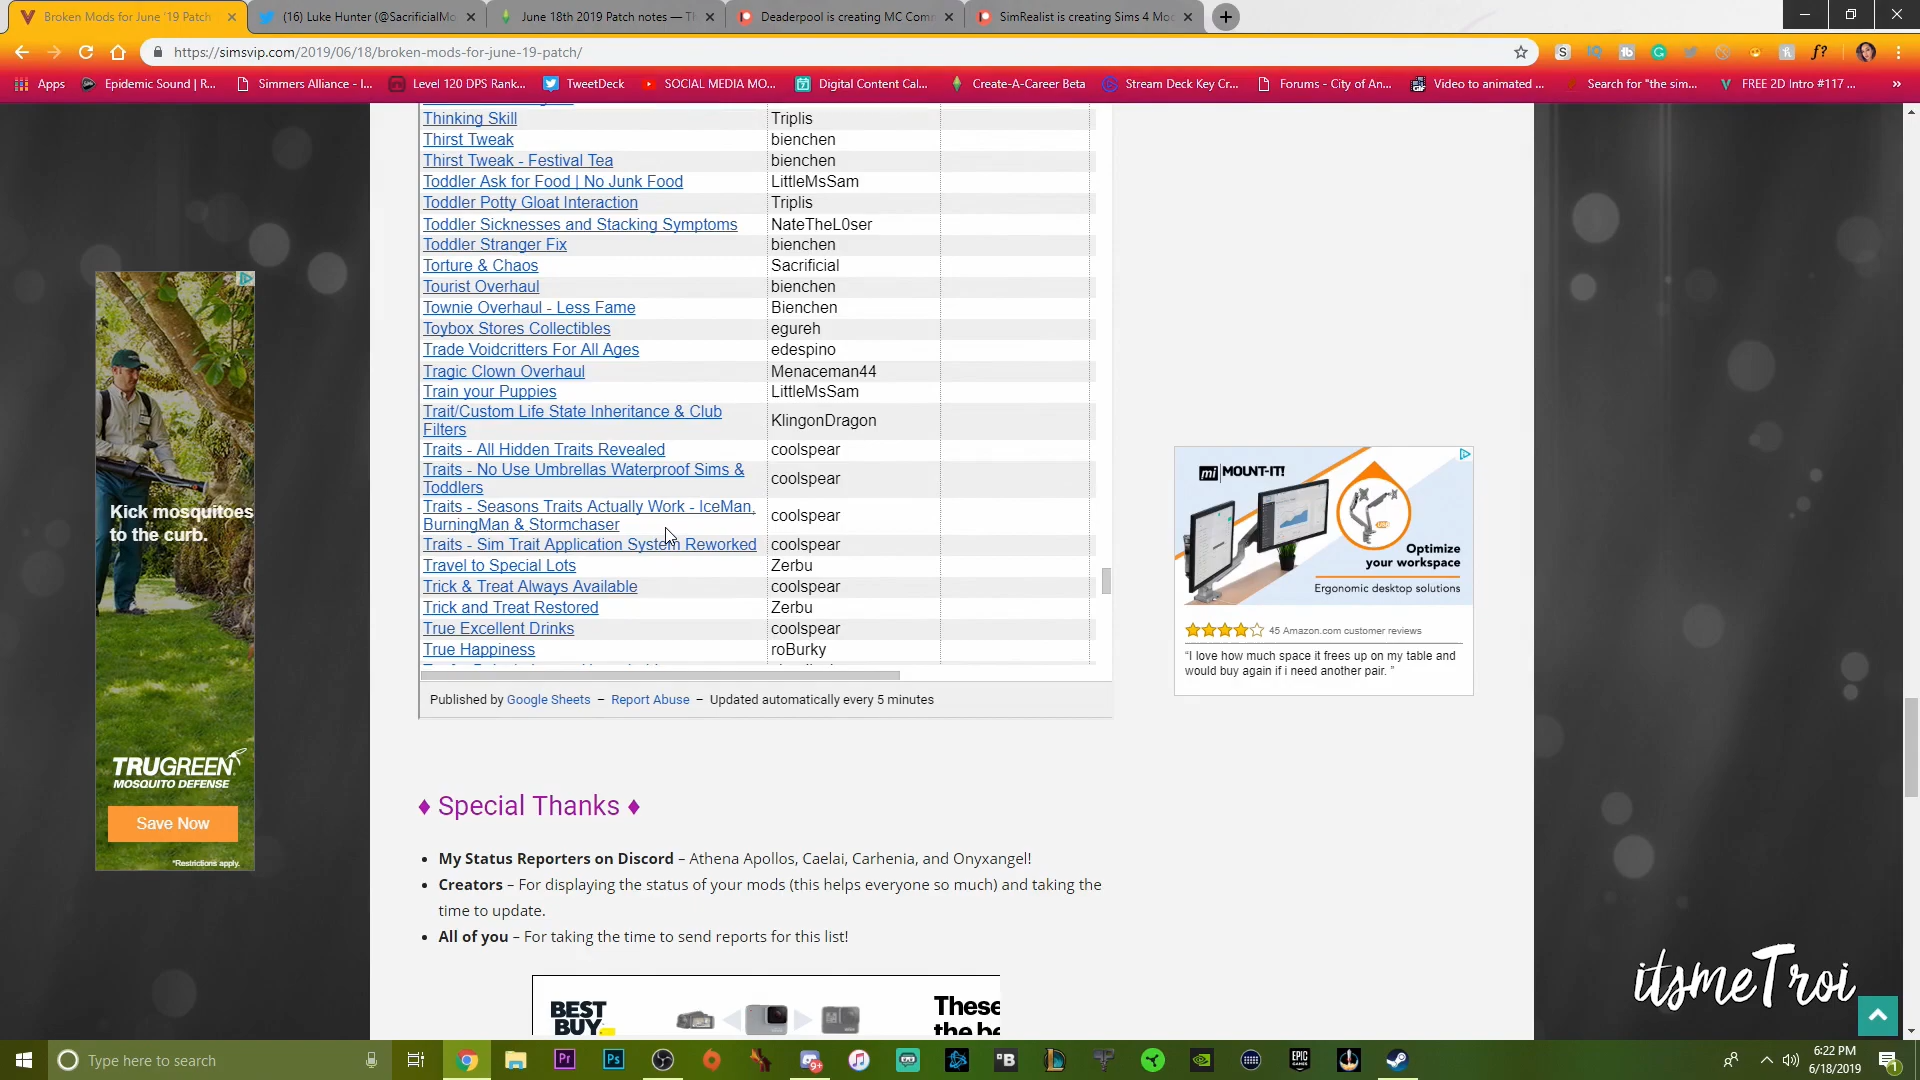 Broken Mods for June '19 Patch
(16) Luke Hunter (@SacrificialMo
June 18th 2019 Patch notes — Th
Deaderpool is creating MC Comm
SimRealist is creating Sims 4 Mod
https://simsvip.com/2019/06/18/broken-mods-for-june-19-patch/
Apps
Epidemic Sound | R...
Simmers Alliance - I...
Level 120 DPS Rank...
TweetDeck
SOCIAL MEDIA MO...
Digital Content Cal...
Create-A-Career Beta
Stream Deck Key Cr...
Forums - City of An...
Video to animated ...
Search for "the sim...
FREE 2D Intro #117 ...
Thinking Skill Triplis
Thirst Tweak bienchen
Thirst Tweak - Festival Tea bienchen
Toddler Ask for Food | No Junk Food LittleMsSam
Toddler Potty Gloat Interaction Triplis
Toddler Sicknesses and Stacking Symptoms NateTheL0ser
Toddler Stranger Fix bienchen
Torture & Chaos Sacrificial
Tourist Overhaul bienchen
Townie Overhaul - Less Fame Bienchen
Toybox Stores Collectibles egureh
Trade Voidcritters For All Ages edespino
Tragic Clown Overhaul Menaceman44
Train your Puppies LittleMsSam
Trait/Custom Life State Inheritance & Club
Filters KlingonDragon
Traits - All Hidden Traits Revealed coolspear
Traits - No Use Umbrellas Waterproof Sims &
Toddlers coolspear
Traits - Seasons Traits Actually Work - IceMan,
BurningMan & Stormchaser coolspear
Traits - Sim Trait Application System Reworked coolspear
Travel to Special Lots Zerbu
Trick & Treat Always Available coolspear
Trick and Treat Restored Zerbu
True Excellent Drinks coolspear
True Happiness roBurky
Published by Google Sheets – Report Abuse – Updated automatically every 5 minutes
♦ Special Thanks ♦
• My Status Reporters on Discord – Athena Apollos, Caelai, Carhenia, and Onyxangel!
• Creators – For displaying the status of your mods (this helps everyone so much) and taking the
time to update.
• All of you – For taking the time to send reports for this list!
BEST
BUY
These
the be
Kick mosquitoes
to the curb.
TRUGREEN
MOSQUITO DEFENSE
Save Now
*Restrictions apply.
mi MOUNT-IT!
Optimize
your workspace
Ergonomic desktop solutions
45 Amazon.com customer reviews
“I love how much space it frees up on my table and
would buy again if i need another pair. ”
itsmeTroi
Type here to search
6:22 PM
6/18/2019